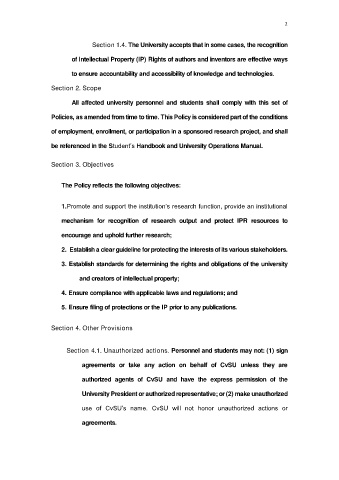 2
Section 1.4. The University accepts that in some cases, the recognition
of Intellectual Property (IP) Rights of authors and inventors are effective ways
to ensure accountability and accessibility of knowledge and technologies.
Section 2. Scope
All affected university personnel and students shall comply with this set of
Policies, as amended from time to time. This Policy is considered part of the conditions
of employment, enrollment, or participation in a sponsored research project, and shall
be referenced in the Student's Handbook and University Operations Manual.
Section 3. Objectives
The Policy reflects the following objectives:
1.Promote and support the institution's research function, provide an institutional
mechanism for recognition of research output and protect IPR resources to
encourage and uphold further research;
2. Establish a clear guideline for protecting the interests of its various stakeholders.
3. Establish standards for determining the rights and obligations of the university
and creators of intellectual property;
4. Ensure compliance with applicable laws and regulations; and
5. Ensure filing of protections or the IP prior to any publications.
Section 4. Other Provisions
Section 4.1. Unauthorized actions. Personnel and students may not: (1) sign
agreements or take any action on behalf of CvSU unless they are
authorized agents of CvSU and have the express permission of the
University President or authorized representative; or (2) make unauthorized
use of CvSU's name. CvSU will not honor unauthorized actions or
agreements.